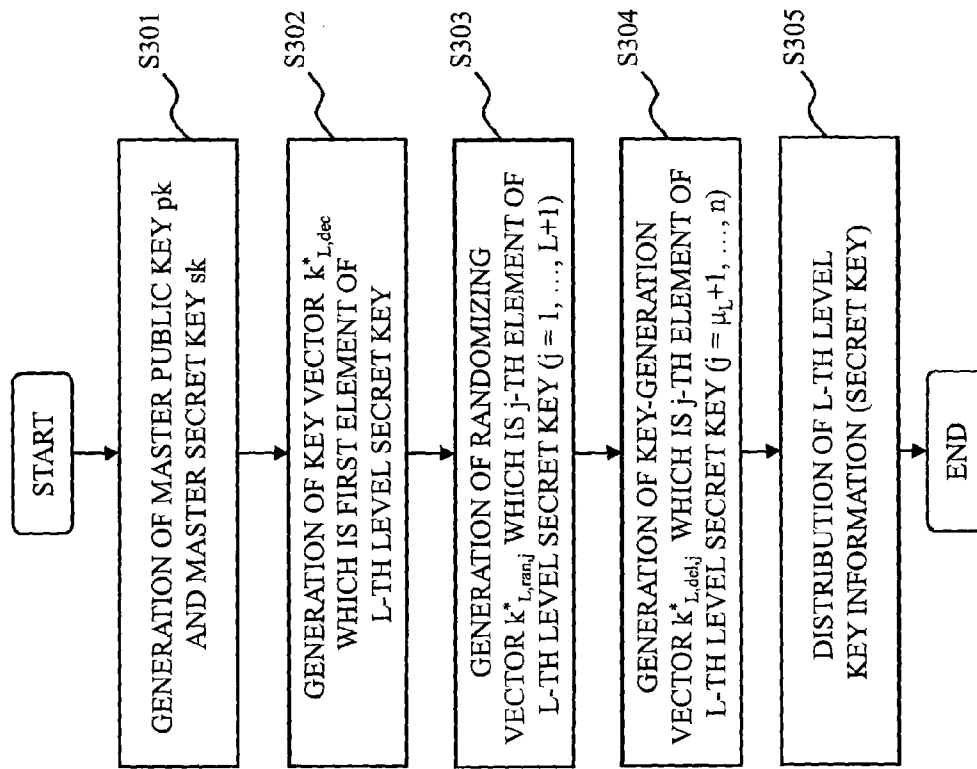 START
GENERATION OF MASTER PUBLIC KEY pk
AND MASTER SECRET KEY sk
S301
GENERATION OF KEY VECTOR k*L,dec
WHICH IS FIRST ELEMENT OF
L-TH LEVEL SECRET KEY
S302
GENERATION OF RANDOMIZING
VECTOR k*L,ran,j WHICH IS j-TH ELEMENT OF
L-TH LEVEL SECRET KEY (j = 1, ..., L+1)
S303
GENERATION OF KEY-GENERATION
VECTOR k*L,del,j WHICH IS j-TH ELEMENT OF
L-TH LEVEL SECRET KEY (j = μL+1, ..., n)
S304
DISTRIBUTION OF L-TH LEVEL
KEY INFORMATION (SECRET KEY)
S305
END